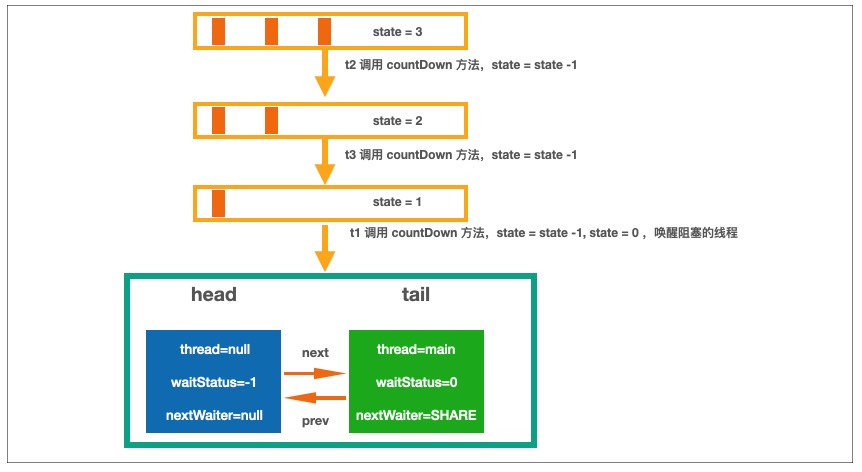 state = 3
t2 调用 countDown 方法，state = state -1
state = 2
t3 调用 countDown 方法，state = state -1
state = 1
t1 调用 countDown 方法，state = state -1, state = 0 ，唤醒阻塞的线程
head
tail
thread=null
next
thread=main
waitStatus=-1
waitStatus=0
nextWaiter=null
prev
nextWaiter=SHARE